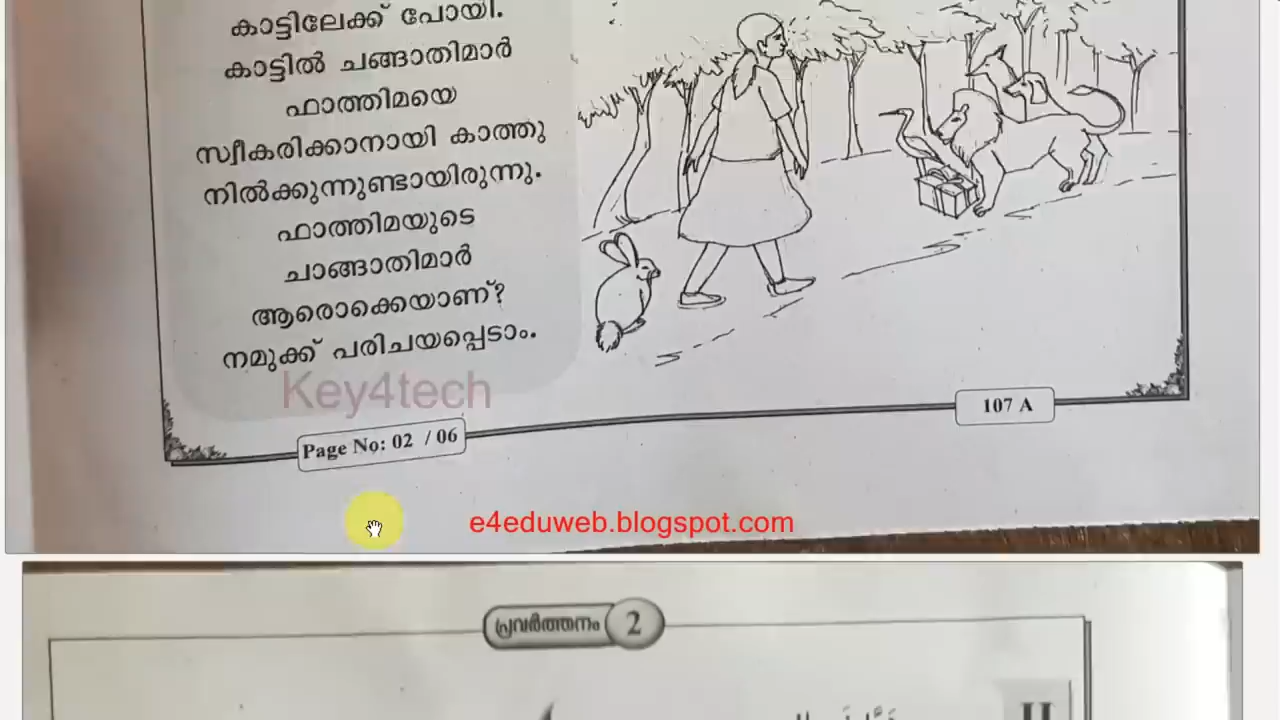 കാട്ടിലേക്ക് പോയി.
കാട്ടിൽ ചങ്ങാതിമാർ
ഫാത്തിമയെ
സ്വീകരിക്കാനായി കാത്തു
നിൽക്കുന്നുണ്ടായിരുന്നു.
ഫാത്തിമയുടെ
ചാങ്ങാതിമാർ
ആരൊക്കെയാണ്?
നമുക്ക് പരിചയപ്പെടാം.
Key4tech
107 A
Page No: 02 / 06
e4eduweb.blogspot.com
പ്രവർത്തനം 2